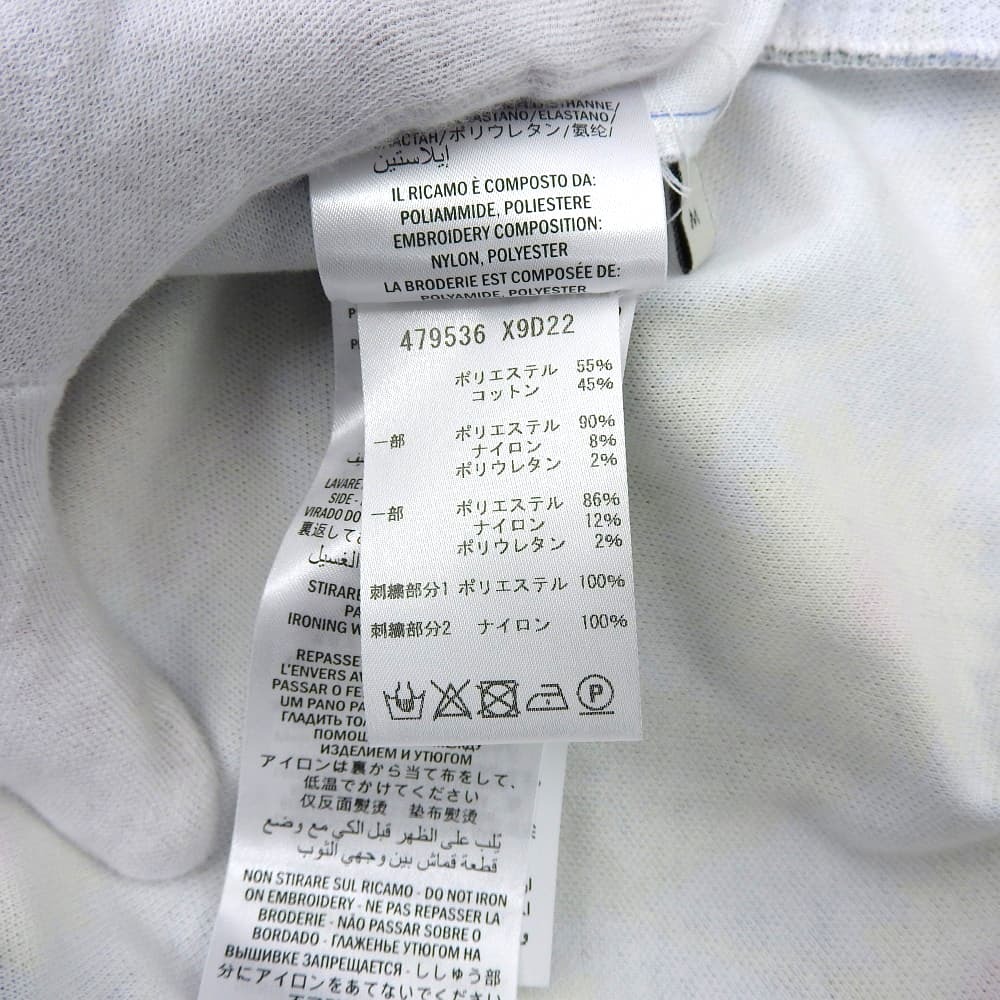 ASTANO/ELASTANO/
ポリウレタン/氨纶/
إيلاستين
IL RICAMO È COMPOSTO DA:
POLIAMMIDE, POLIESTERE
EMBROIDERY COMPOSITION:
NYLON, POLYESTER
LA BRODERIE EST COMPOSÉE DE:
POLYAMIDE, POLYESTER
M
479536 X9D22
ポリエステル 55%
コットン 45%
一部 ポリエステル 90%
ナイロン 8%
ポリウレタン 2%
一部 ポリエステル 86%
ナイロン 12%
ポリウレタン 2%
刺繍部分1 ポリエステル 100%
刺繍部分2 ナイロン 100%
P
LAVARE
SIDE -
VIRADO DO
裏返して
الغسيل
STIRARE
PA
IRONING W
REPASSE
L'ENVERS AV
PASSAR O FE
UM PANO PA
ГЛАДИТЬ ТО
ПОМОЩ
ИЗДЕЛИЕМ И УТЮГОМ
アイロンは裏から当て布をして、
低温でかけてください
仅反面熨烫 垫布熨烫
يُلب على الظهر قبل الكي مع وضع
قطعة قماش بين وجهي الثوب
NON STIRARE SUL RICAMO - DO NOT IRON
ON EMBROIDERY - NE PAS REPASSER LA
BRODERIE - NÃO PASSAR SOBRE O
BORDADO - ГЛАЖЕНЬЕ УТЮГОМ НА
ВЫШИВКЕ ЗАПРЕЩАЕТСЯ - ししゅう部
分にアイロンをあてないでください